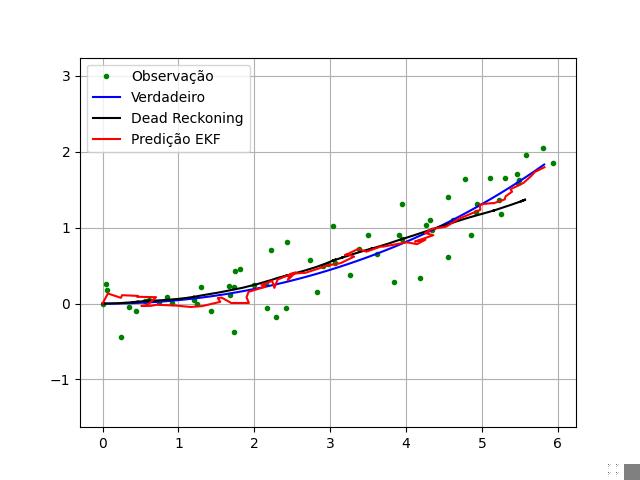 Observação
Verdadeiro
Dead Reckoning
Predição EKF
3
2
1
0
−1
0 1 2 3 4 5 6